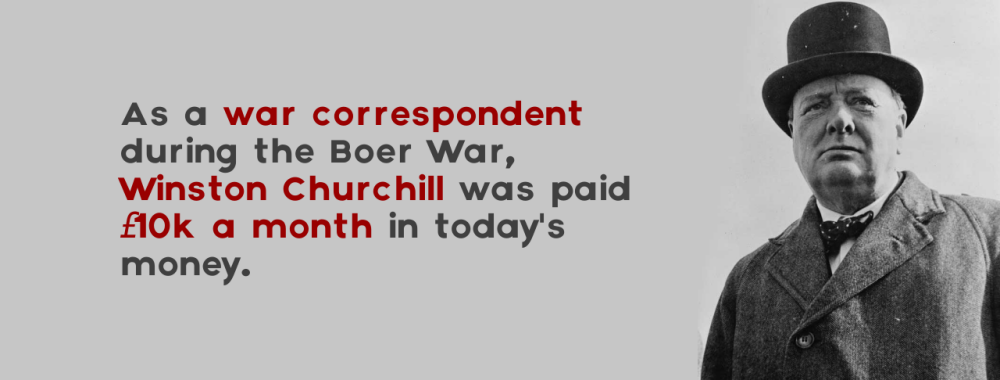 As a war correspondent
during the Boer War,
Winston Churchill was paid
£10k a month in today's
money.